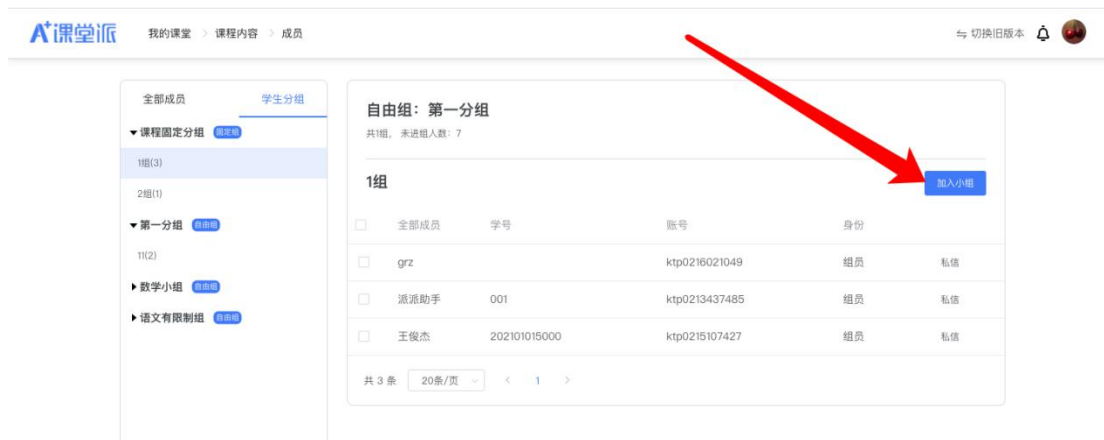 A+课堂派 我的课堂 > 课程内容 > 成员 切换旧版本
全部成员 学生分组
课程固定分组 固定组
1组(3)
2组(1)
第一分组 自由组
11(2)
数学小组 自由组
语文有限制组 自由组
自由组：第一分组
共1组，未进组人数：7
1组 加入小组
全部成员 学号 账号 身份
grz ktp0216021049 组员 私信
派派助手 001 ktp0213437485 组员 私信
王俊杰 202101015000 ktp0215107427 组员 私信
共 3 条 20条/页 < 1 >